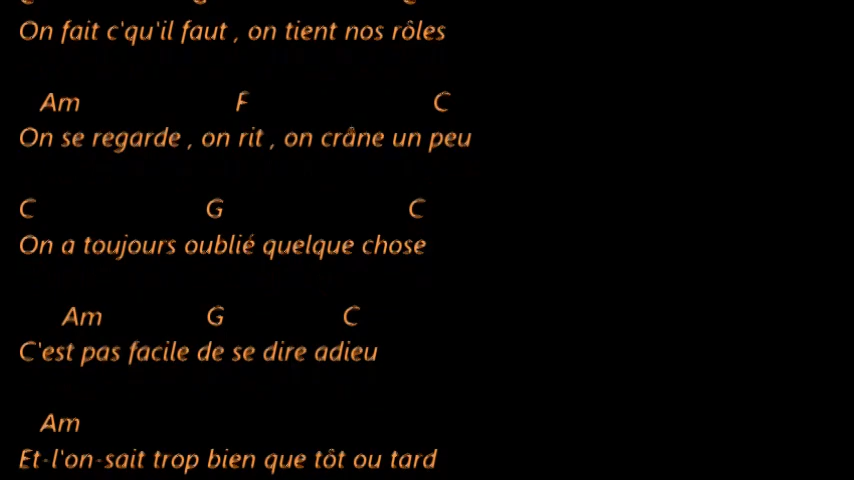 On fait c'qu'il faut , on tient nos rôles
Am F C
On se regarde , on rit , on crâne un peu
C G C
On a toujours oublié quelque chose
Am G C
C'est pas facile de se dire adieu
Am
Et-l'on-sait trop bien que tôt ou tard